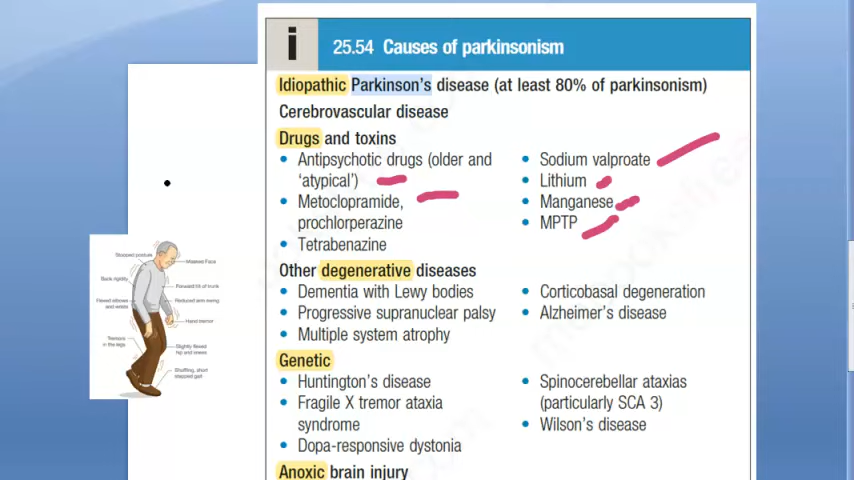 i
25.54 Causes of parkinsonism
Idiopathic Parkinson's disease (at least 80% of parkinsonism)
Cerebrovascular disease
Drugs and toxins
• Antipsychotic drugs (older and
'atypical')
• Metoclopramide,
prochlorperazine
• Tetrabenazine
• Sodium valproate
• Lithium
• Manganese
• MPTP
Other degenerative diseases
• Dementia with Lewy bodies
• Progressive supranuclear palsy
• Multiple system atrophy
• Corticobasal degeneration
• Alzheimer's disease
Genetic
• Huntington's disease
• Fragile X tremor ataxia
syndrome
• Dopa-responsive dystonia
• Spinocerebellar ataxias
(particularly SCA 3)
• Wilson's disease
Anoxic brain injury
Stooped posture
Masked Face
Back rigidity
Forward tilt of trunk
Flexed elbows
and wrists
Reduced arm swing
Hand tremor
Tremors
in the legs
Slightly flexed
hip and knees
Shuffling, short
stepped gait